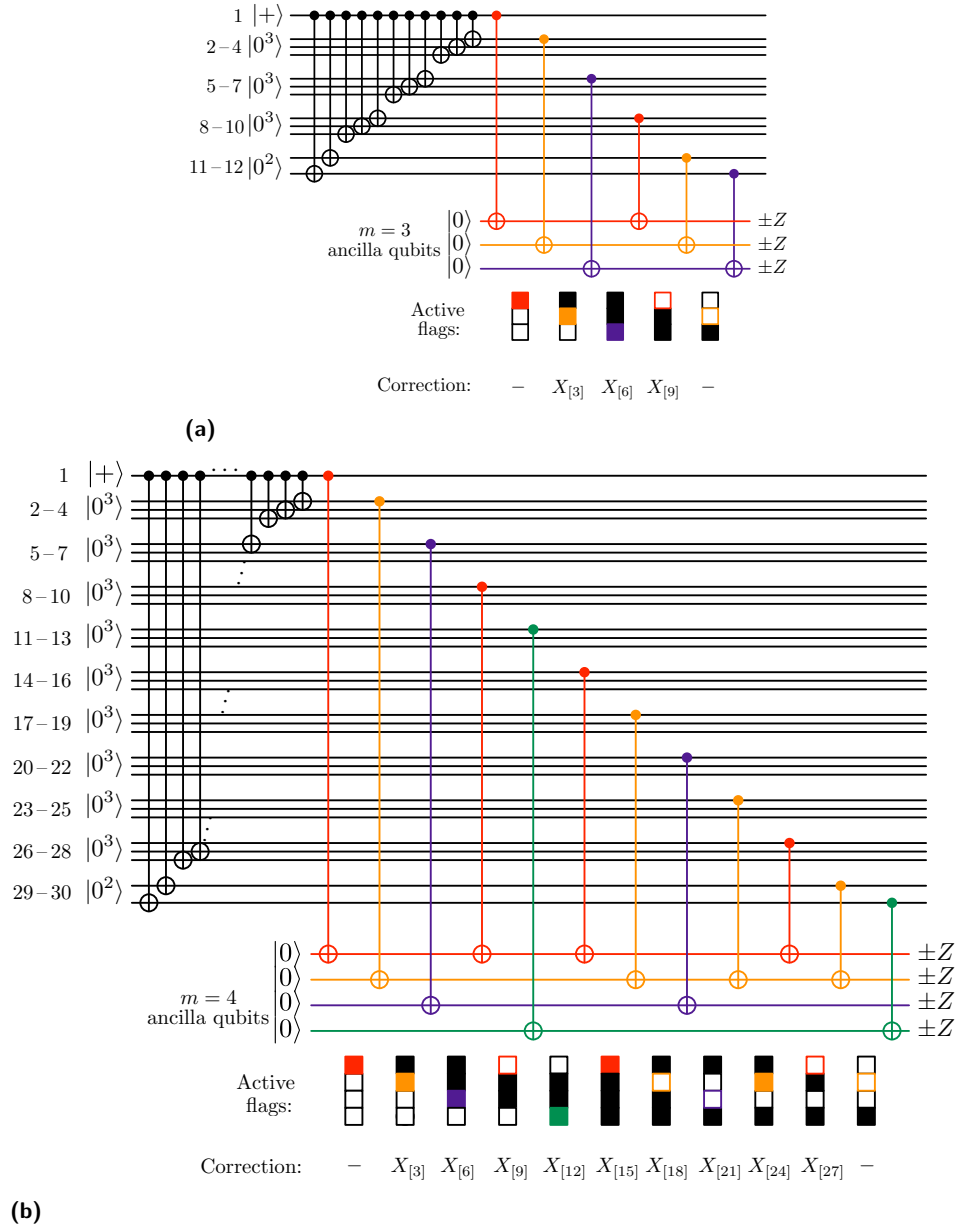 1 |+⟩
2–4 |0³⟩
5–7 |0³⟩
8–10 |0³⟩
11–12 |0²⟩
|0⟩ ±Z
m = 3 |0⟩ ±Z
ancilla qubits |0⟩ ±Z
Active
flags:
Correction: – X[3] X[6] X[9] –
(a)
1 |+⟩
2–4 |0³⟩
5–7 |0³⟩
8–10 |0³⟩
11–13 |0³⟩
14–16 |0³⟩
17–19 |0³⟩
20–22 |0³⟩
23–25 |0³⟩
26–28 |0³⟩
29–30 |0²⟩
|0⟩ ±Z
|0⟩ ±Z
m = 4 |0⟩ ±Z
ancilla qubits |0⟩ ±Z
Active
flags:
Correction: – X[3] X[6] X[9] X[12] X[15] X[18] X[21] X[24] X[27] –
(b)